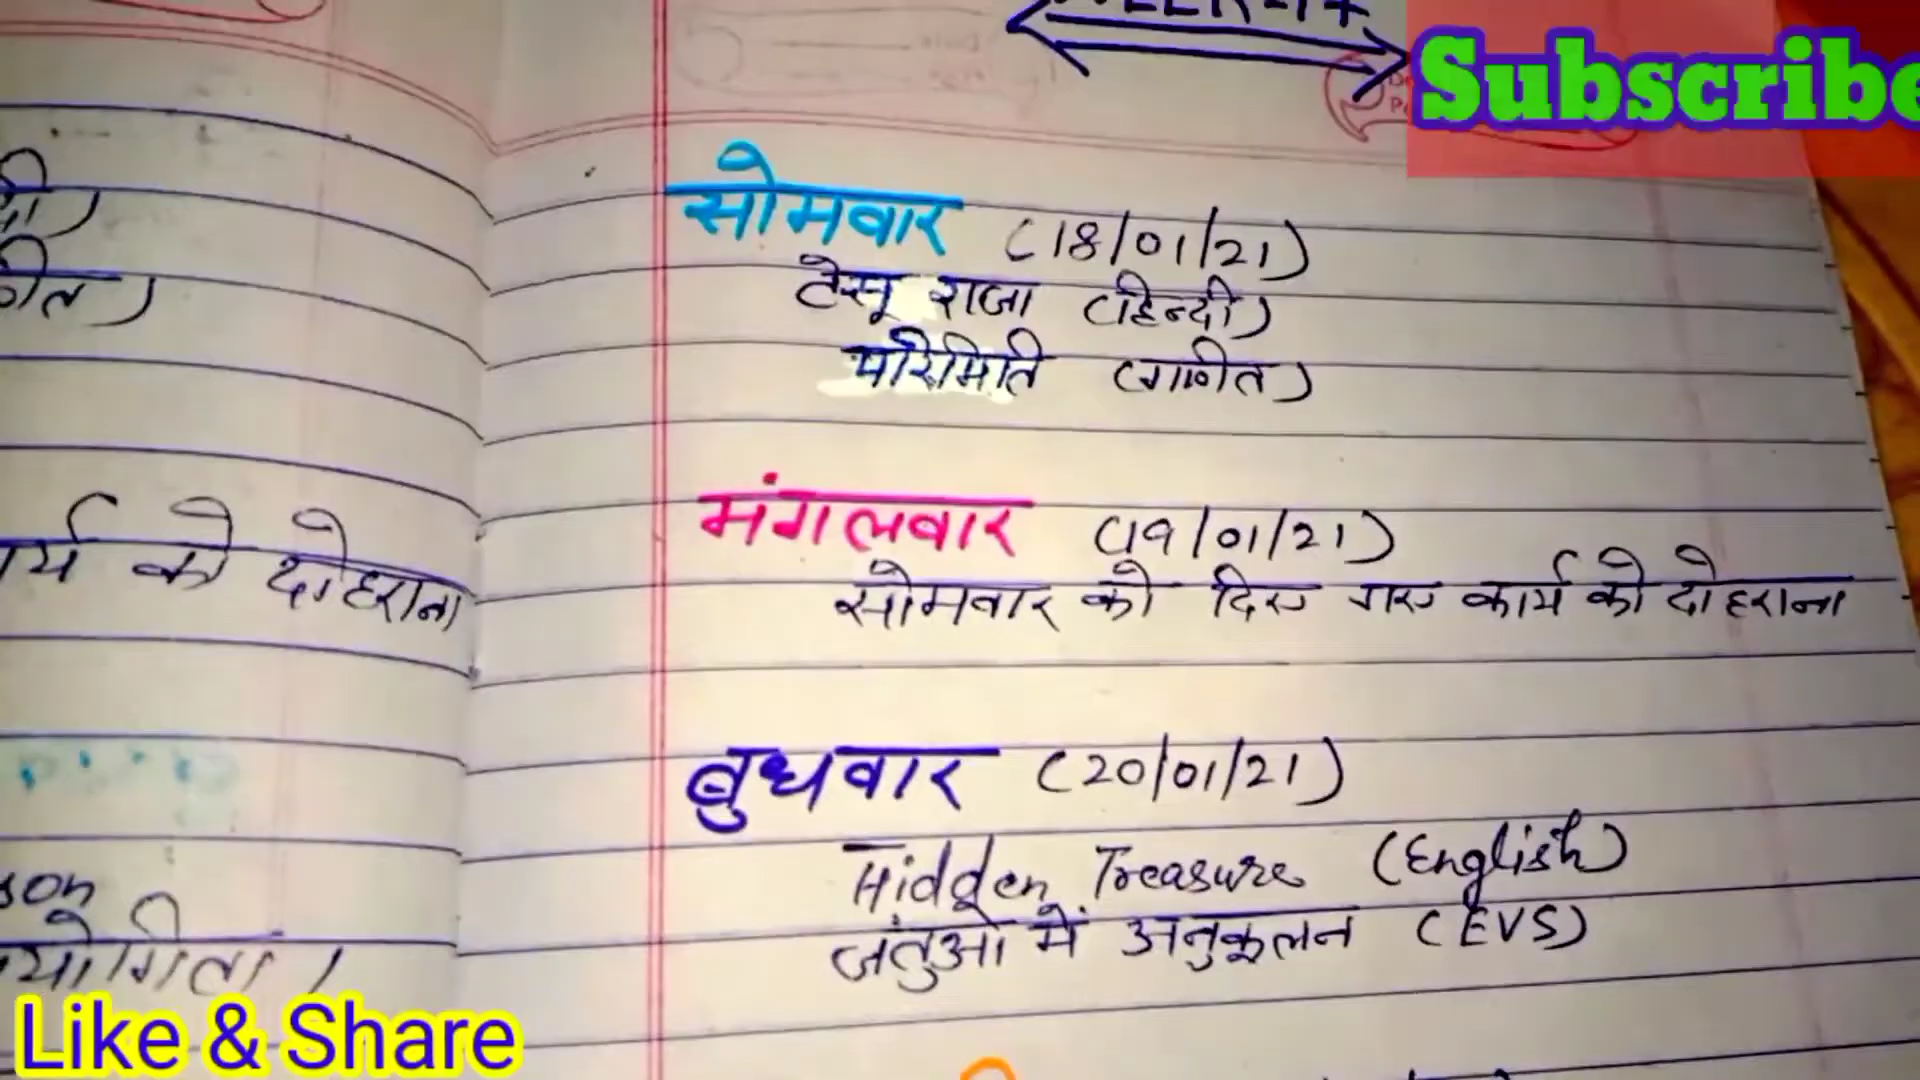 Subscribe
सोमवार (18/01/21)
टेसू राजा (हिन्दी)
परिमिति (गणित)
मंगलवार (19/01/21)
सोमवार को दिए गए कार्य को दोहराना
बुधवार (20/01/21)
Hidden Treasure (English)
जंतुओ में अनुकूलन (EVS)
को दोहराना
Like & Share